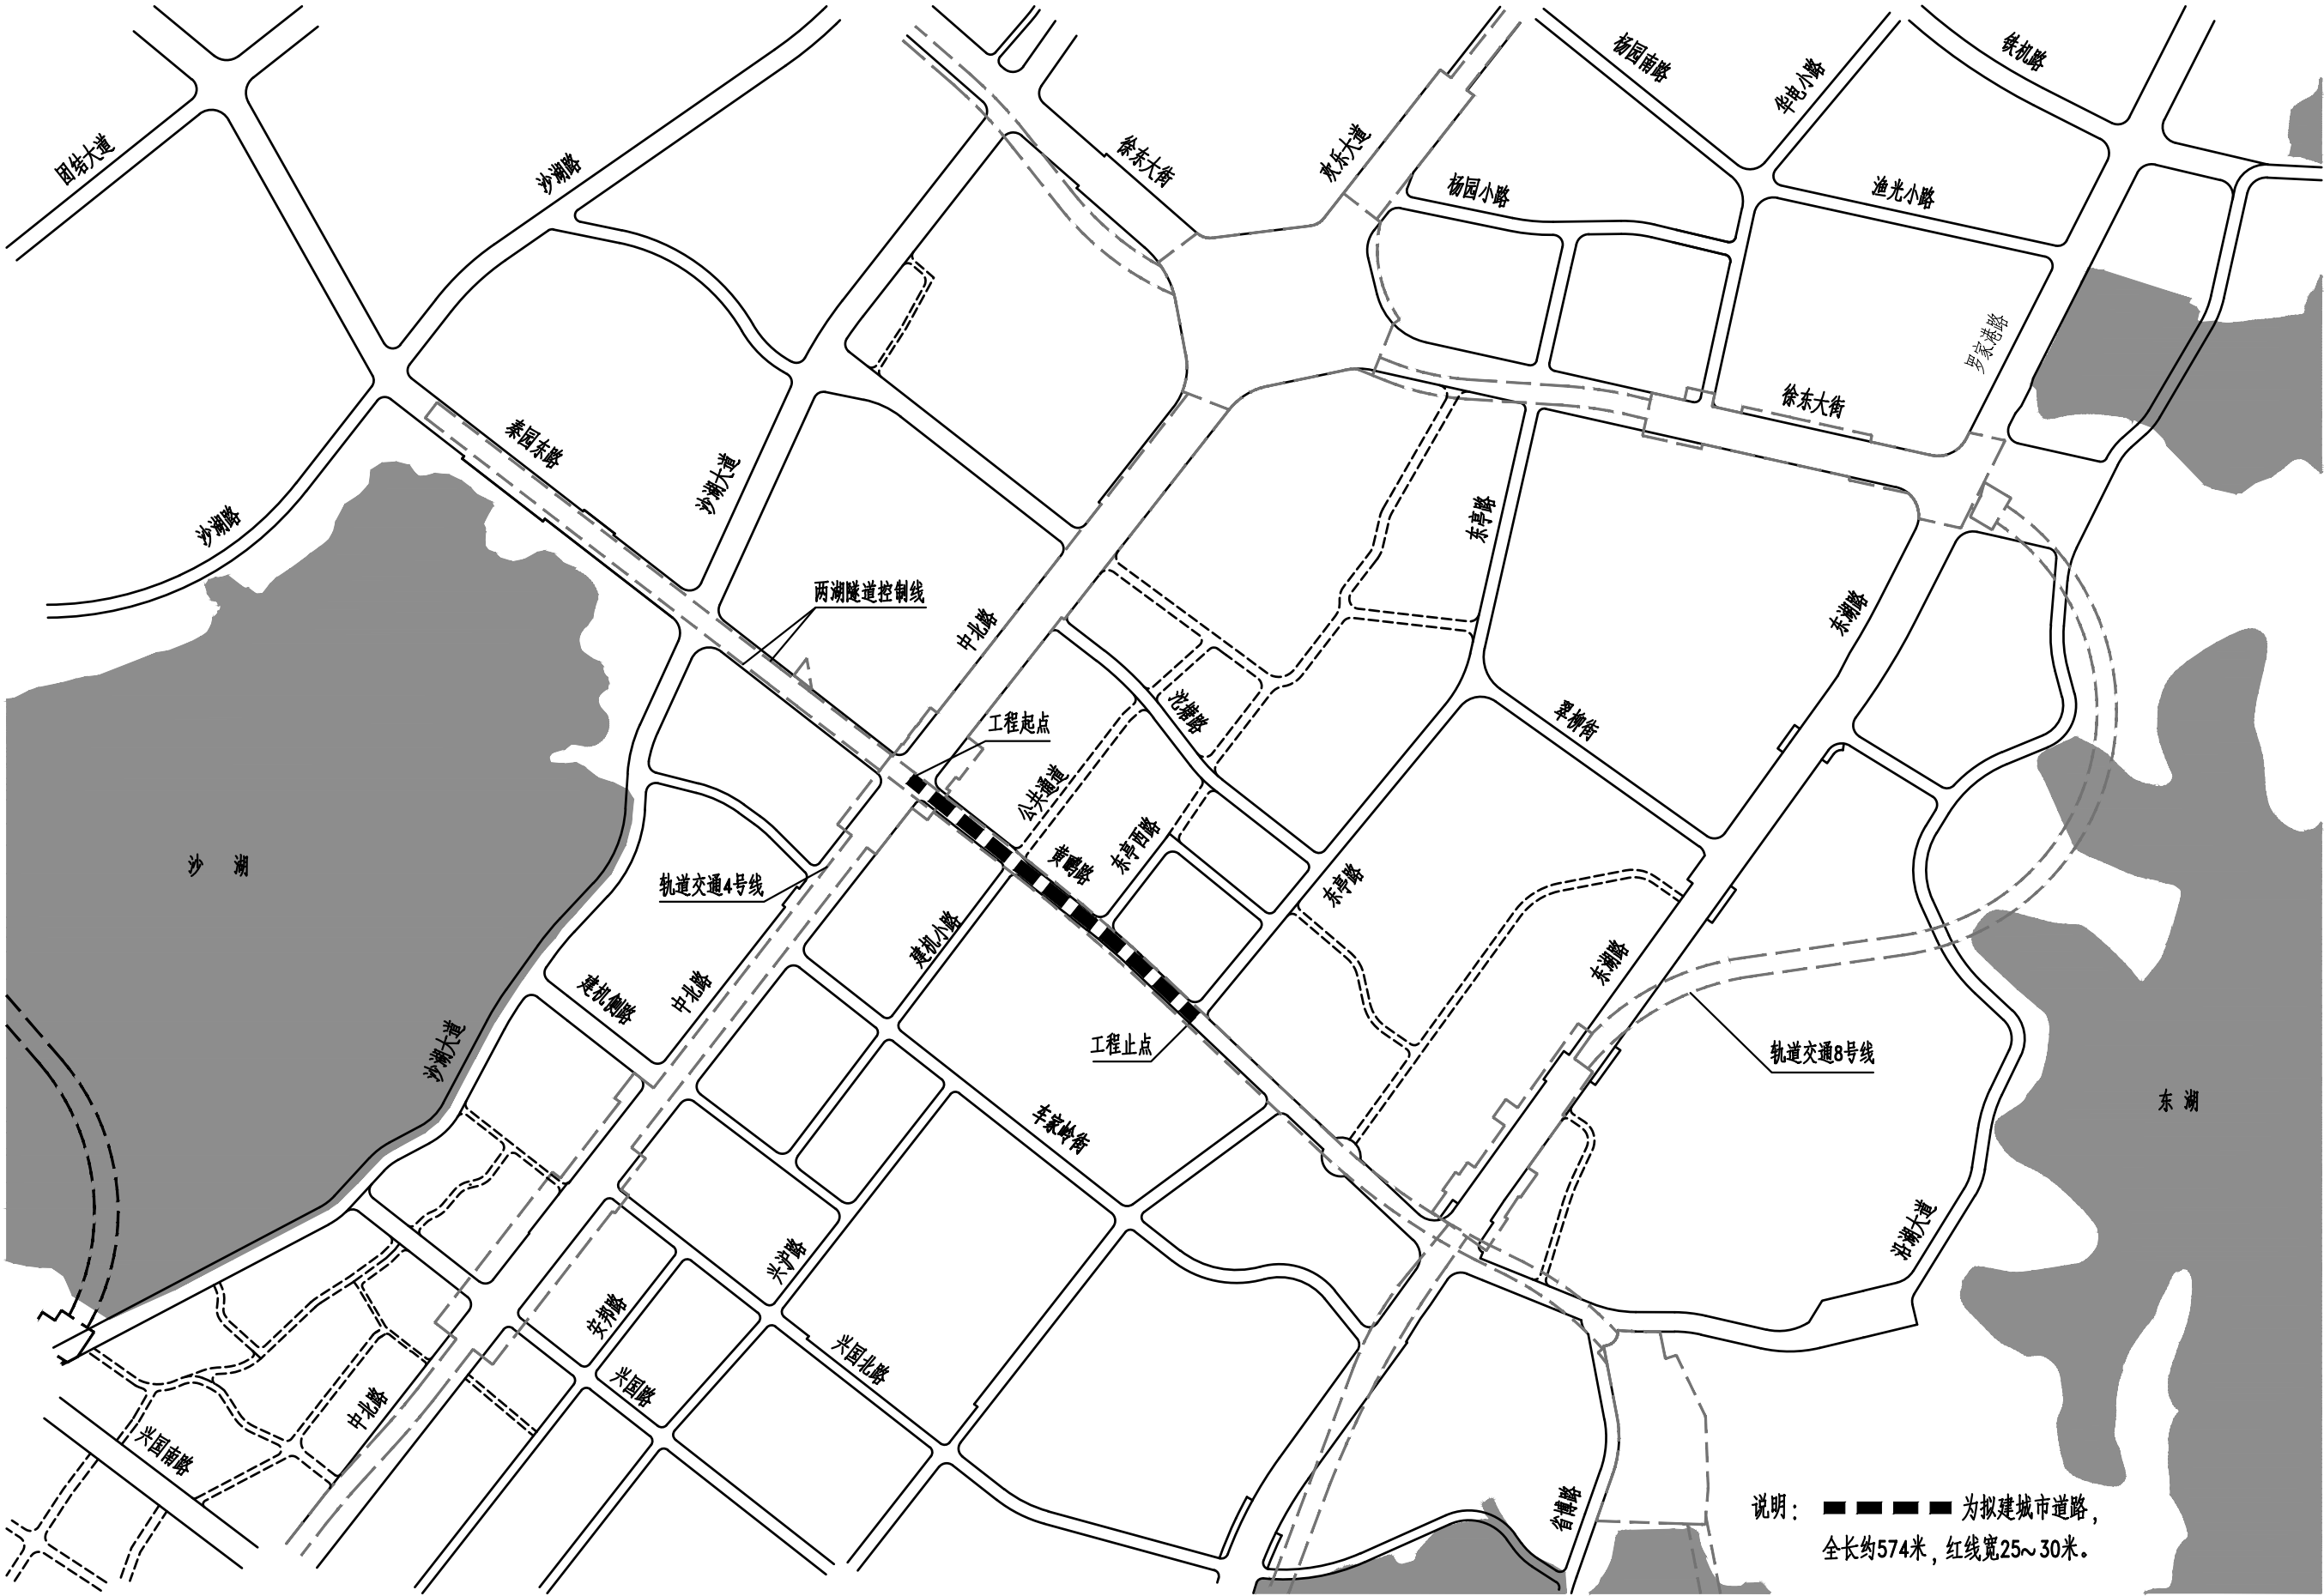 铁机路
杨园南路
华电小路
徐东大街
欢乐大道
团结大道
沙湖路
杨园小路
渔光小路
罗家港路
徐东大街
秦园东路
沙湖大道
沙湖路
东亭路
两湖隧道控制线
中北路
东湖路
沱塘路
翠柳街
工程起点
公共通道
东亭西路
黄鹂路
沙 湖
轨道交通4号线
东亭路
建机小路
东湖路
中北路
建机侧路
沙湖大道
工程止点
轨道交通8号线
东 湖
车家岭街
沿湖大道
兴沪路
安邦路
兴国北路
兴国路
中北路
兴国南路
省博路
说明：
为拟建城市道路，
全长约574米，红线宽25～30米。